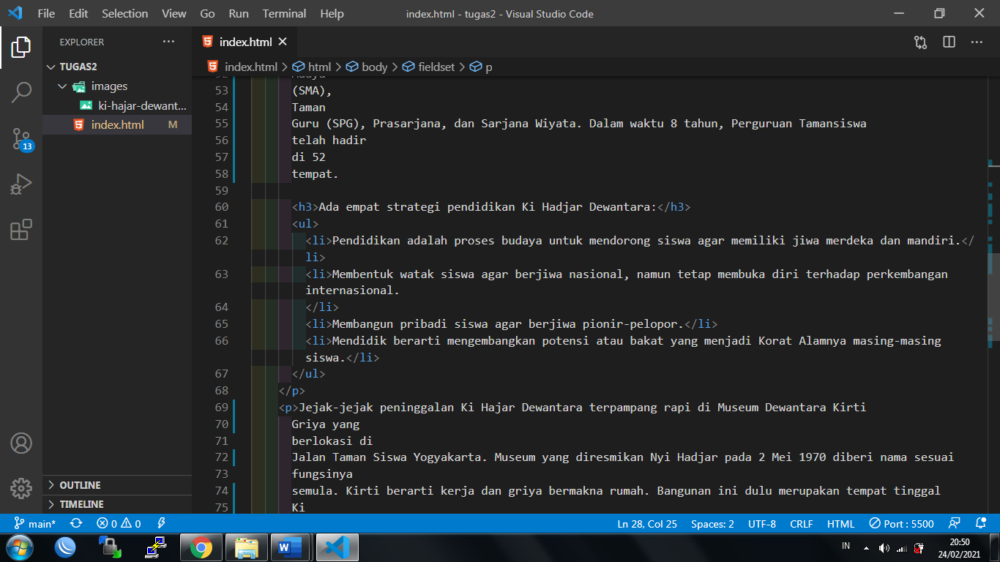 File Edit Selection View Go Run Terminal Help index.html - tugas2 - Visual Studio Code
EXPLORER ...
index.html
TUGAS2
index.html > html > body > fieldset > p
images
ki-hajar-dewant...
index.html M
13
53 (SMA),
54 Taman
55 Guru (SPG), Prasarjana, dan Sarjana Wiyata. Dalam waktu 8 tahun, Perguruan Tamansiswa
56 telah hadir
57 di 52
58 tempat.
59
60 <h3>Ada empat strategi pendidikan Ki Hadjar Dewantara:</h3>
61 <ul>
62 <li>Pendidikan adalah proses budaya untuk mendorong siswa agar memiliki jiwa merdeka dan mandiri.</
li>
63 <li>Membentuk watak siswa agar berjiwa nasional, namun tetap membuka diri terhadap perkembangan
internasional.
64 </li>
65 <li>Membangun pribadi siswa agar berjiwa pionir-pelopor.</li>
66 <li>Mendidik berarti mengembangkan potensi atau bakat yang menjadi Korat Alamnya masing-masing
siswa.</li>
67 </ul>
68 </p>
69 <p>Jejak-jejak peninggalan Ki Hajar Dewantara terpampang rapi di Museum Dewantara Kirti
70 Griya yang
71 berlokasi di
72 Jalan Taman Siswa Yogyakarta. Museum yang diresmikan Nyi Hadjar pada 2 Mei 1970 diberi nama sesuai
73 fungsinya
74 semula. Kirti berarti kerja dan griya bermakna rumah. Bangunan ini dulu merupakan tempat tinggal
75 Ki
OUTLINE
TIMELINE
main* 0 0 Ln 28, Col 25 Spaces: 2 UTF-8 CRLF HTML Port : 5500
IN 20:50
24/02/2021